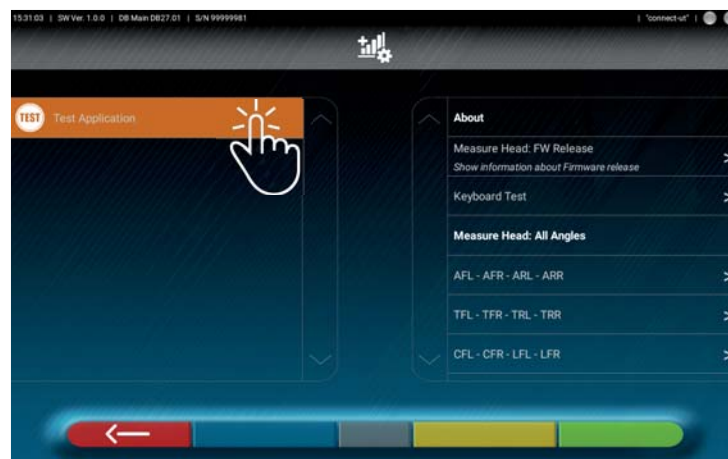 15:31:03 | SW Ver. 1.0.0 | DB Main DB27.01 | S/N 99999981 | "connect-ut" |
TEST Test Application
About
Measure Head: FW Release
Show information about Firmware release
Keyboard Test
Measure Head: All Angles
AFL - AFR - ARL - ARR
TFL - TFR - TRL - TRR
CFL - CFR - LFL - LFR